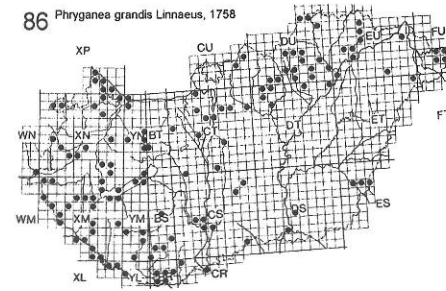 86 Phryganea grandis Linnaeus, 1758
XP
CU
DU
EU
FU
WN
XN
YN
BT
CT
DT
ET
FT
WM
XM
YM
BS
CS
DS
ES
XL
YL
CR